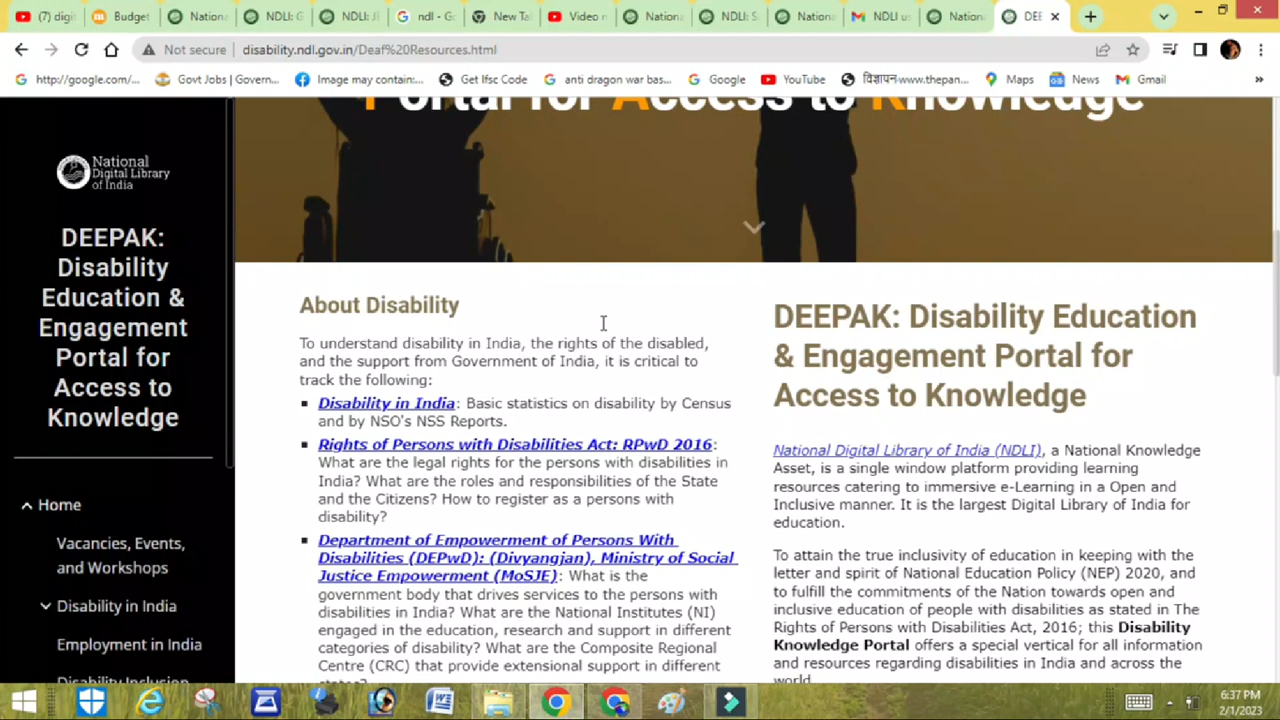 digit
Budget
Nationa
NDLI: G
NDLI: J
ndl - Go
New Ta
Video n
Nationa
NDLI: S
Nationa
NDLI us
Nationa
DEE
Not secure
disability.ndl.gov.in/Deaf%20Resources.html
http://google.com/...
Govt Jobs | Govern...
Image may contain:...
Get Ifsc Code
anti dragon war bas...
Google
YouTube
विज्ञापन-www.thepan...
Maps
News
Gmail
»
Portal for Access to Knowledge
National
Digital Library
of India
DEEPAK:
Disability
Education &
Engagement
Portal for
Access to
Knowledge
Home
Vacancies, Events,
and Workshops
Disability in India
Employment in India
Disability Inclusion
About Disability
To understand disability in India, the rights of the disabled,
and the support from Government of India, it is critical to
track the following:
Disability in India: Basic statistics on disability by Census
and by NSO's NSS Reports.
Rights of Persons with Disabilities Act: RPwD 2016:
What are the legal rights for the persons with disabilities in
India? What are the roles and responsibilities of the State
and the Citizens? How to register as a persons with
disability?
Department of Empowerment of Persons With
Disabilities (DEPwD): (Divyangjan), Ministry of Social
Justice Empowerment (MoSJE): What is the
government body that drives services to the persons with
disabilities in India? What are the National Institutes (NI)
engaged in the education, research and support in different
categories of disability? What are the Composite Regional
Centre (CRC) that provide extensional support in different
states?
DEEPAK: Disability Education
& Engagement Portal for
Access to Knowledge
National Digital Library of India (NDLI), a National Knowledge
Asset, is a single window platform providing learning
resources catering to immersive e-Learning in a Open and
Inclusive manner. It is the largest Digital Library of India for
education.
To attain the true inclusivity of education in keeping with the
letter and spirit of National Education Policy (NEP) 2020, and
to fulfill the commitments of the Nation towards open and
inclusive education of people with disabilities as stated in The
Rights of Persons with Disabilities Act, 2016; this Disability
Knowledge Portal offers a special vertical for all information
and resources regarding disabilities in India and across the
world.
6:37 PM
2/1/2023